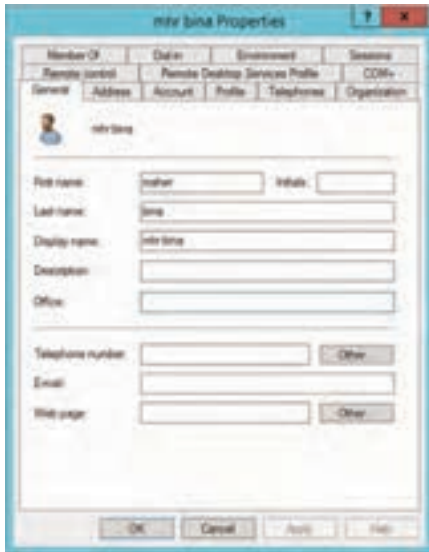 mhr bina Properties
? x
Member Of Dial-in Environment Sessions
Remote control Remote Desktop Services Profile COM+
General Address Account Profile Telephones Organization
mhr bina
First name: maher Initials:
Last name: bina
Display name: mhr bina
Description:
Office:
Telephone number: Other
E-mail:
Web page: Other
OK Cancel Apply Help